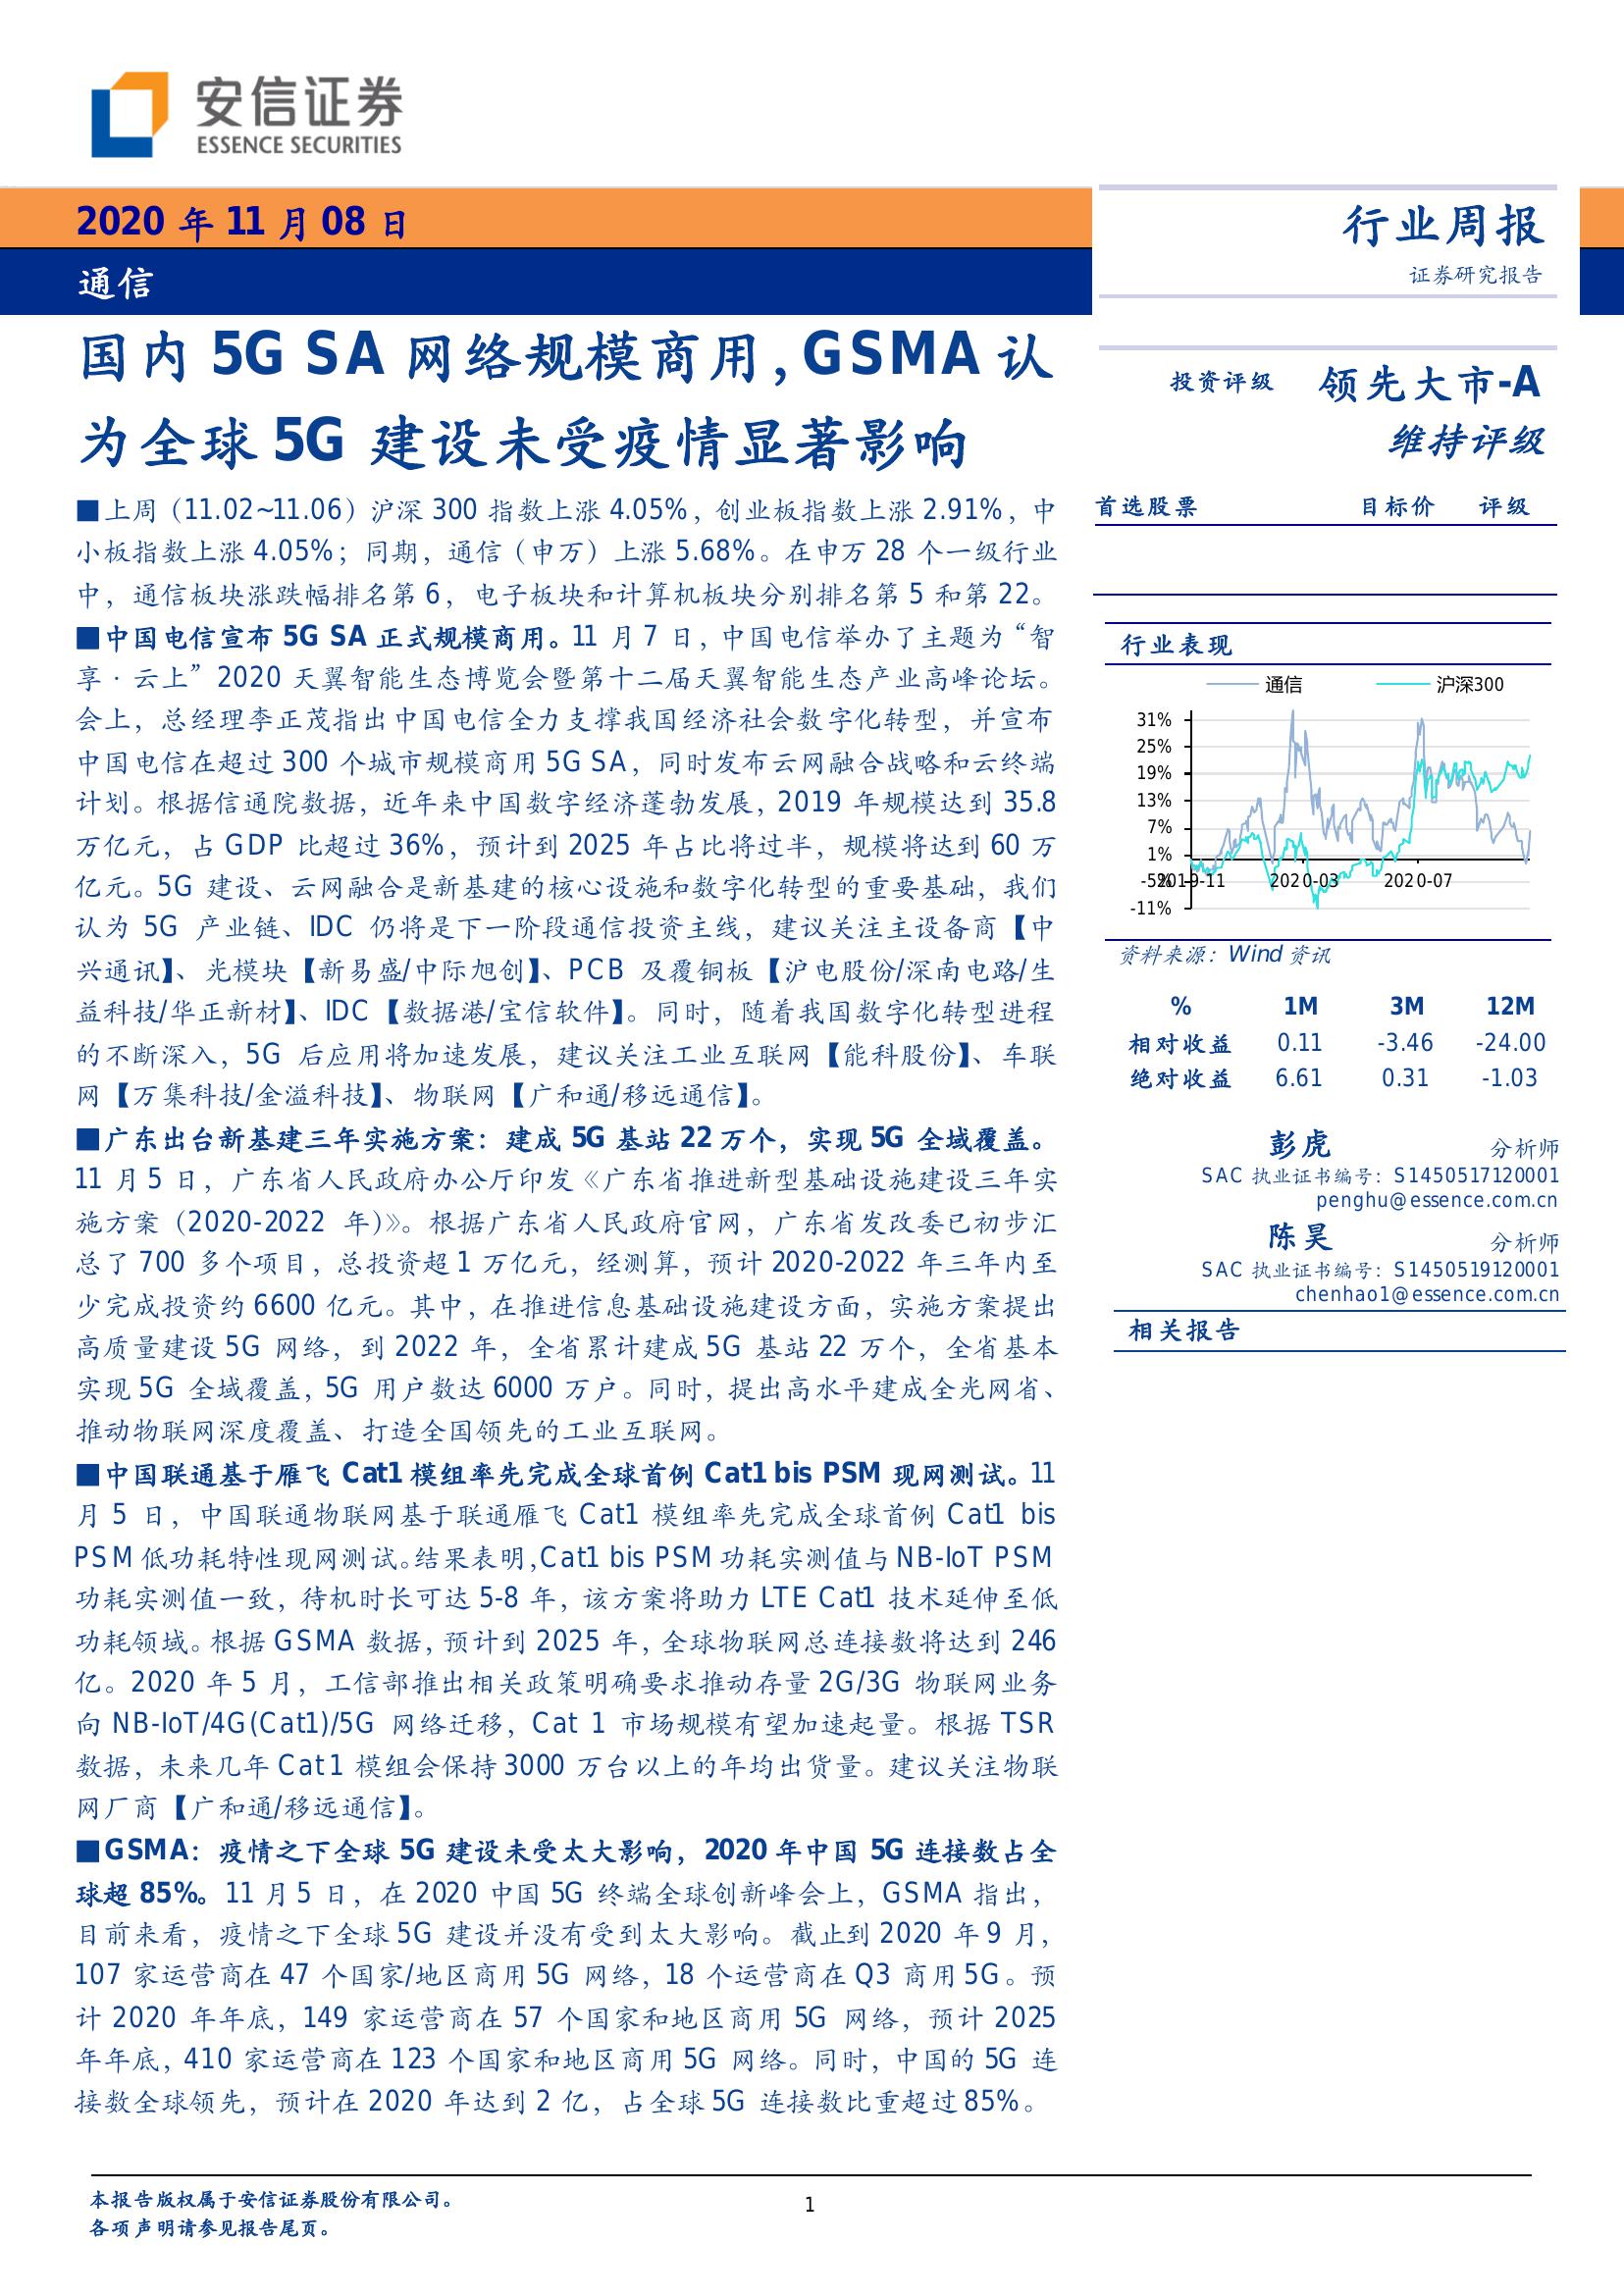 安信证券
ESSENCE SECURITIES
2020 年 11 月 08 日
通信
行业周报
证券研究报告
国内 5G SA 网络规模商用，GSMA 认
为全球 5G 建设未受疫情显著影响
■上周（11.02~11.06）沪深 300 指数上涨 4.05%，创业板指数上涨 2.91%，中
小板指数上涨 4.05%；同期，通信（申万）上涨 5.68%。在申万 28 个一级行业
中，通信板块涨跌幅排名第 6，电子板块和计算机板块分别排名第 5 和第 22。
■中国电信宣布 5G SA 正式规模商用。11 月 7 日，中国电信举办了主题为“智
享·云上”2020 天翼智能生态博览会暨第十二届天翼智能生态产业高峰论坛。
会上，总经理李正茂指出中国电信全力支撑我国经济社会数字化转型，并宣布
中国电信在超过 300 个城市规模商用 5G SA，同时发布云网融合战略和云终端
计划。根据信通院数据，近年来中国数字经济蓬勃发展，2019 年规模达到 35.8
万亿元，占 GDP 比超过 36%，预计到 2025 年占比将过半，规模将达到 60 万
亿元。5G 建设、云网融合是新基建的核心设施和数字化转型的重要基础，我们
认为 5G 产业链、IDC 仍将是下一阶段通信投资主线，建议关注主设备商【中
兴通讯】、光模块【新易盛/中际旭创】、PCB 及覆铜板【沪电股份/深南电路/生
益科技/华正新材】、IDC【数据港/宝信软件】。同时，随着我国数字化转型进程
的不断深入，5G 后应用将加速发展，建议关注工业互联网【能科股份】、车联
网【万集科技/金溢科技】、物联网【广和通/移远通信】。
■广东出台新基建三年实施方案：建成 5G 基站 22 万个，实现 5G 全域覆盖。
11 月 5 日，广东省人民政府办公厅印发《广东省推进新型基础设施建设三年实
施方案（2020-2022 年)》。根据广东省人民政府官网，广东省发改委已初步汇
总了 700 多个项目，总投资超 1 万亿元，经测算，预计 2020-2022 年三年内至
少完成投资约 6600 亿元。其中，在推进信息基础设施建设方面，实施方案提出
高质量建设 5G 网络，到 2022 年，全省累计建成 5G 基站 22 万个，全省基本
实现 5G 全域覆盖，5G 用户数达 6000 万户。同时，提出高水平建成全光网省、
推动物联网深度覆盖、打造全国领先的工业互联网。
■中国联通基于雁飞 Cat1 模组率先完成全球首例 Cat1 bis PSM 现网测试。11
月 5 日，中国联通物联网基于联通雁飞 Cat1 模组率先完成全球首例 Cat1 bis
PSM 低功耗特性现网测试。结果表明，Cat1 bis PSM 功耗实测值与 NB-IoT PSM
功耗实测值一致，待机时长可达 5-8 年，该方案将助力 LTE Cat1 技术延伸至低
功耗领域。根据 GSMA 数据，预计到 2025 年，全球物联网总连接数将达到 246
亿。2020 年 5 月，工信部推出相关政策明确要求推动存量 2G/3G 物联网业务
向 NB-IoT/4G(Cat1)/5G 网络迁移，Cat 1 市场规模有望加速起量。根据 TSR
数据，未来几年 Cat1 模组会保持 3000 万台以上的年均出货量。建议关注物联
网厂商【广和通/移远通信】。
■GSMA：疫情之下全球 5G 建设未受太大影响，2020 年中国 5G 连接数占全
球超 85%。11 月 5 日，在 2020 中国 5G 终端全球创新峰会上，GSMA 指出，
目前来看，疫情之下全球 5G 建设并没有受到太大影响。截止到 2020 年 9 月，
107 家运营商在 47 个国家/地区商用 5G 网络，18 个运营商在 Q3 商用 5G。预
计 2020 年年底，149 家运营商在 57 个国家和地区商用 5G 网络，预计 2025
年年底，410 家运营商在 123 个国家和地区商用 5G 网络。同时，中国的 5G 连
接数全球领先，预计在 2020 年达到 2 亿，占全球 5G 连接数比重超过 85%。
投资评级 领先大市-A
维持评级
首选股票 目标价 评级
行业表现
通信 沪深300
31%
25%
19%
13%
7%
1%
-5%
-11%
2019-11 2020-03 2020-07
资料来源：Wind 资讯
% 1M 3M 12M
相对收益 0.11 -3.46 -24.00
绝对收益 6.61 0.31 -1.03
彭虎 分析师
SAC 执业证书编号：S1450517120001
penghu@essence.com.cn
陈昊 分析师
SAC 执业证书编号：S1450519120001
chenhao1@essence.com.cn
相关报告
本报告版权属于安信证券股份有限公司。
各项声明请参见报告尾页。
1